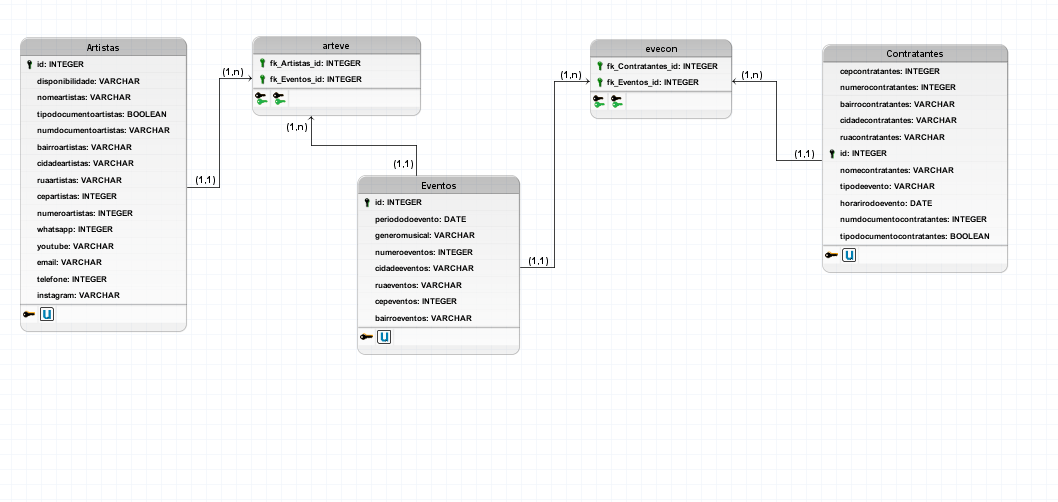 Artistas
id: INTEGER
disponibilidade: VARCHAR
nomeartistas: VARCHAR
tipodocumentoartistas: BOOLEAN
numdocumentoartistas: VARCHAR
bairroartistas: VARCHAR
cidadeartistas: VARCHAR
ruaartistas: VARCHAR
cepartistas: INTEGER
numeroartistas: INTEGER
whatsapp: INTEGER
youtube: VARCHAR
email: VARCHAR
telefone: INTEGER
instagram: VARCHAR
U
(1,1)
(1,n)
arteve
fk_Artistas_id: INTEGER
fk_Eventos_id: INTEGER
(1,n)
(1,1)
Eventos
id: INTEGER
periododoevento: DATE
generomusical: VARCHAR
numeroeventos: INTEGER
cidadeeventos: VARCHAR
ruaeventos: VARCHAR
cepeventos: INTEGER
bairroeventos: VARCHAR
U
(1,1)
(1,n)
evecon
fk_Contratantes_id: INTEGER
fk_Eventos_id: INTEGER
(1,n)
(1,1)
Contratantes
cepcontratantes: INTEGER
numerocontratantes: INTEGER
bairrocontratantes: VARCHAR
cidadecontratantes: VARCHAR
ruacontratantes: VARCHAR
id: INTEGER
nomecontratantes: VARCHAR
tipodeevento: VARCHAR
horarirodoevento: DATE
numdocumentocontratantes: INTEGER
tipodocumentocontratantes: BOOLEAN
U